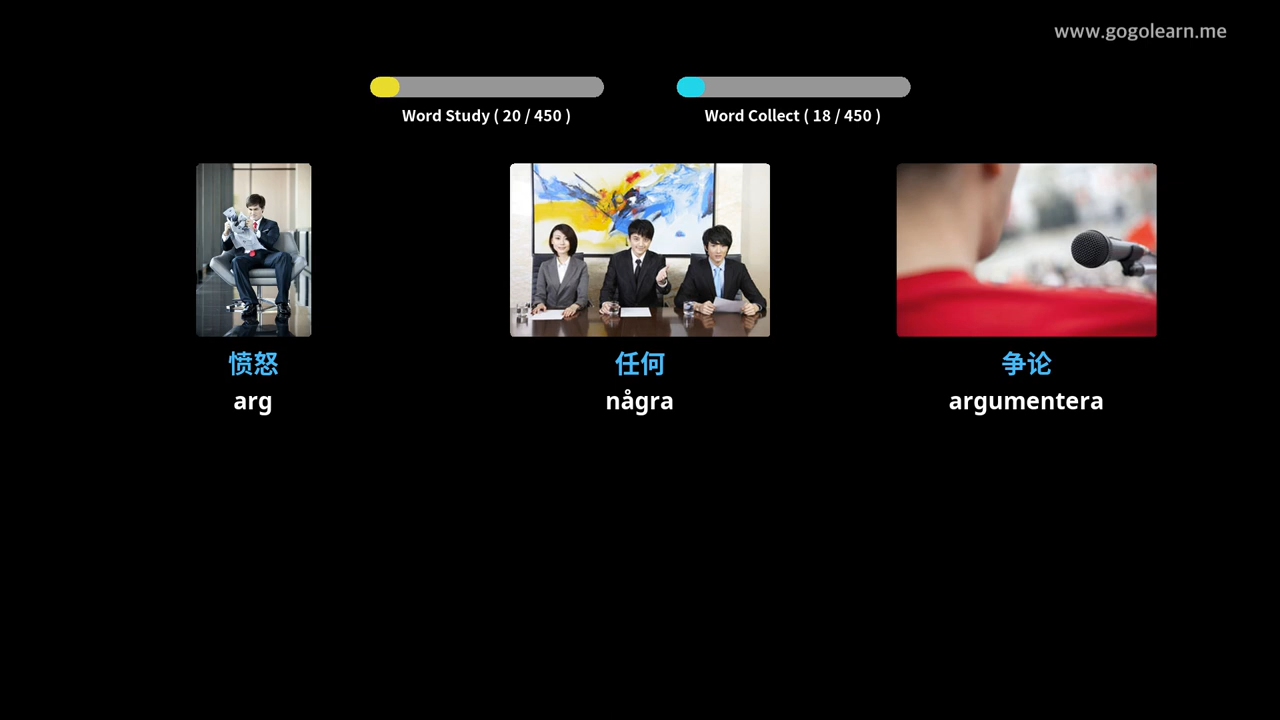 www.gogolearn.me
Word Study ( 20 / 450 )
Word Collect ( 18 / 450 )
愤怒
arg
任何
några
争论
argumentera